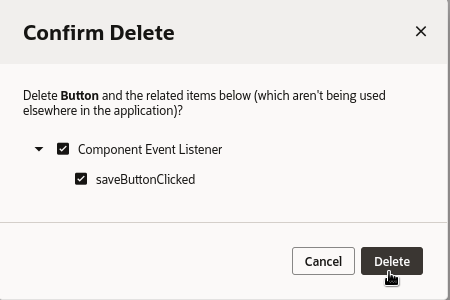 Confirm Delete
Delete Button and the related items below (which aren't being used
elsewhere in the application)?
Component Event Listener
saveButtonClicked
Cancel
Delete